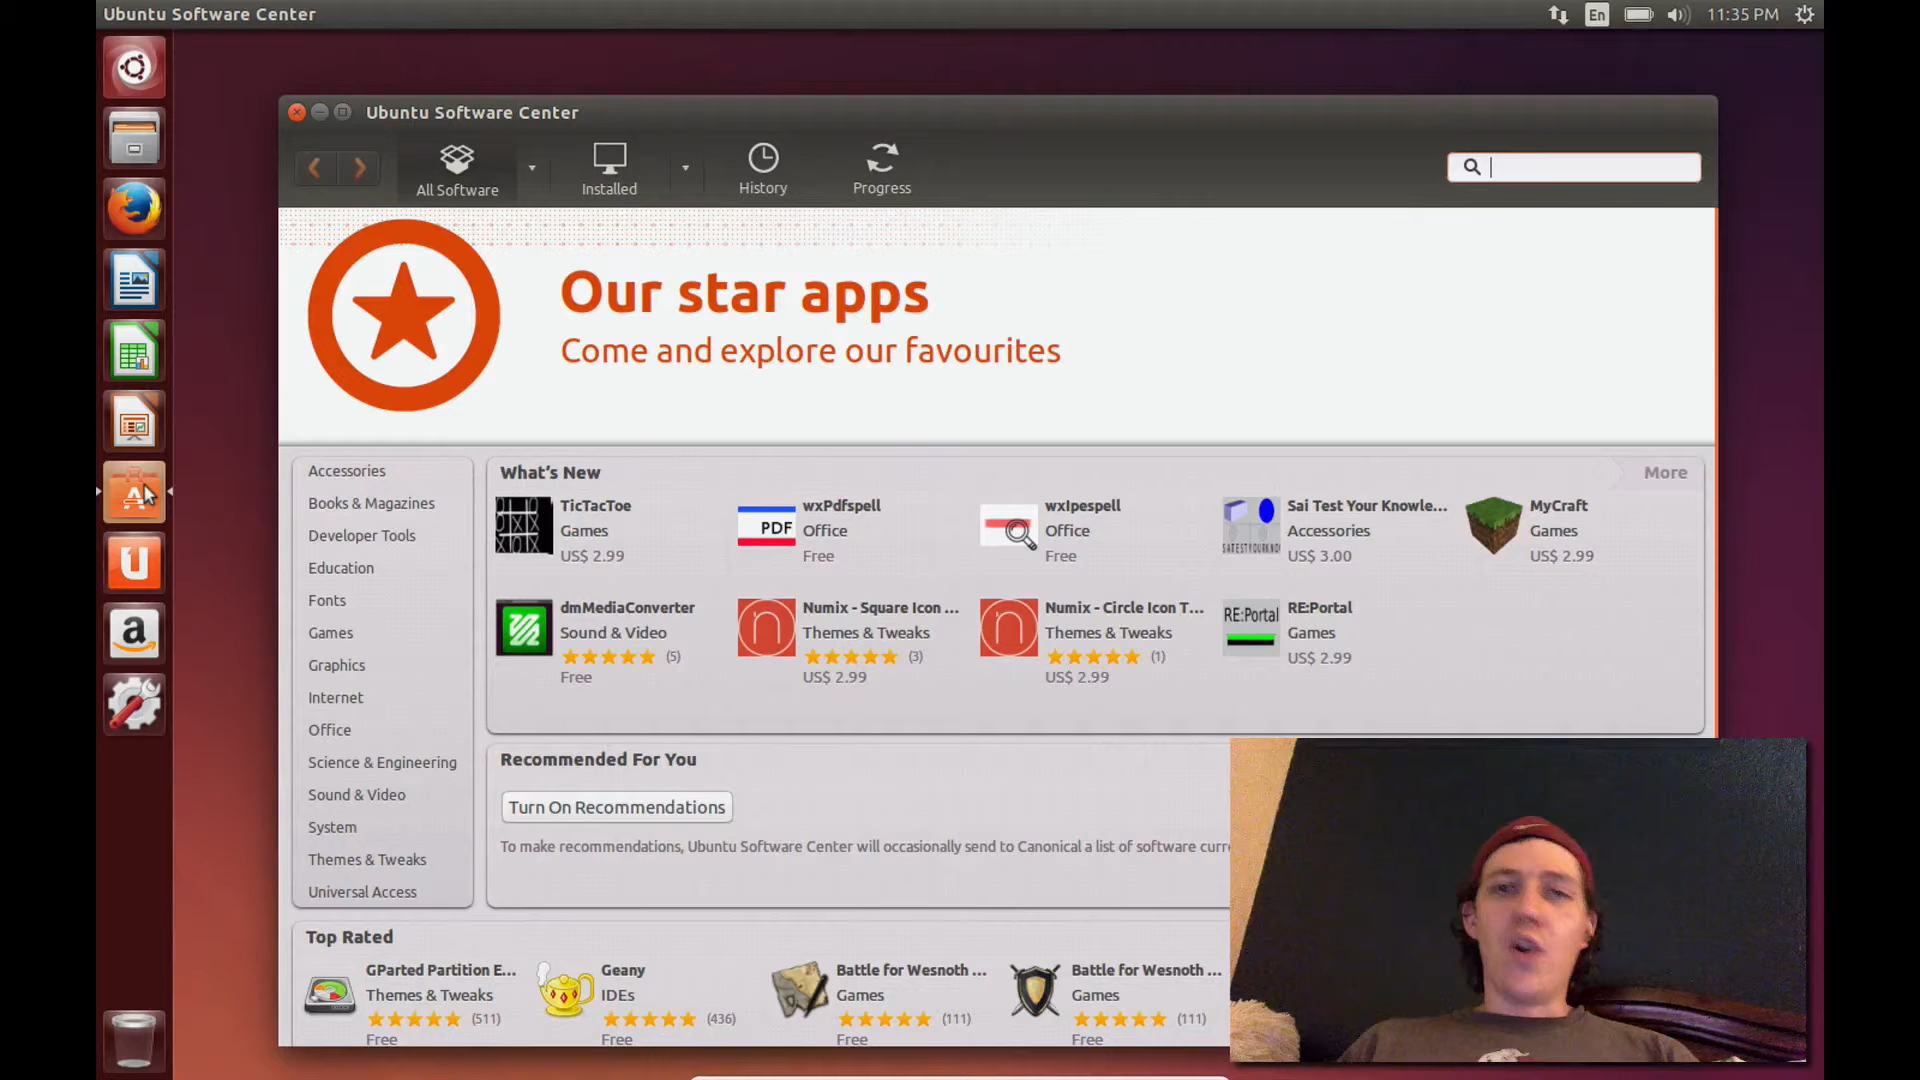 Ubuntu Software Center
En
11:35 PM
Ubuntu Software Center
All Software
Installed
History
Progress
Our star apps
Come and explore our favourites
Accessories
Books & Magazines
Developer Tools
Education
Fonts
Games
Graphics
Internet
Office
Science & Engineering
Sound & Video
System
Themes & Tweaks
Universal Access
What's New
More
TicTacToe
Games
US$ 2.99
PDF
wxPdfspell
Office
Free
wxIpespell
Office
Free
SATESTYOURKNO
Sai Test Your Knowle...
Accessories
US$ 3.00
MyCraft
Games
US$ 2.99
dmMediaConverter
Sound & Video
(5)
Free
n
Numix - Square Icon ...
Themes & Tweaks
(3)
US$ 2.99
n
Numix - Circle Icon T...
Themes & Tweaks
(1)
US$ 2.99
RE:Portal
RE:Portal
Games
US$ 2.99
Recommended For You
Turn On Recommendations
To make recommendations, Ubuntu Software Center will occasionally send to Canonical a list of software curre
Top Rated
GParted Partition E...
Themes & Tweaks
(511)
Free
Geany
IDEs
(436)
Free
Battle for Wesnoth ...
Games
(111)
Free
Battle for Wesnoth ...
Games
(111)
Free